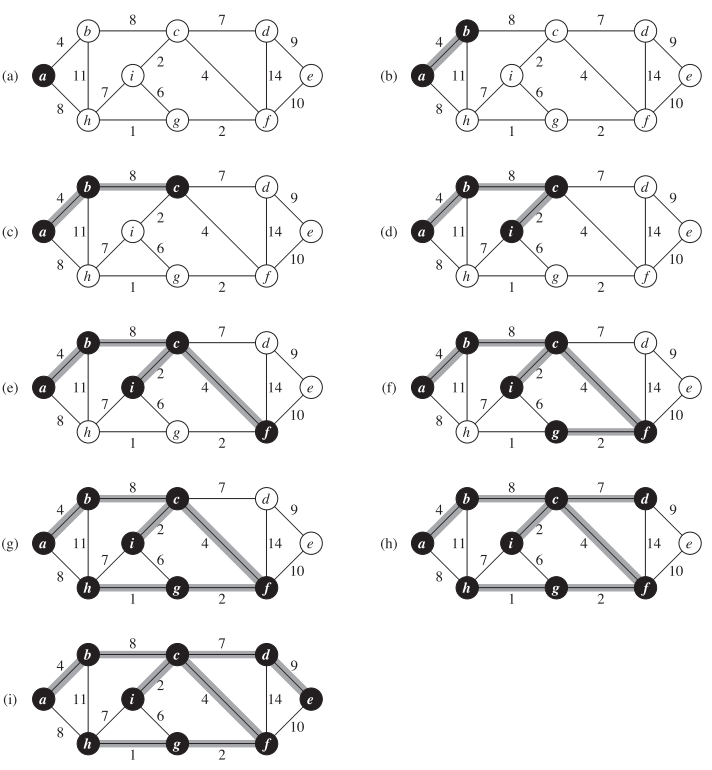 8 7
b c d
4 9
2
(a) a 11 i 4 14 e
7 6
8 10
h g f
1 2
8 7
b c d
4 9
2
(b) a 11 i 4 14 e
7 6
8 10
h g f
1 2
8 7
b c d
4 9
2
(c) a 11 i 4 14 e
7 6
8 10
h g f
1 2
8 7
b c d
4 9
2
(d) a 11 i 4 14 e
7 6
8 10
h g f
1 2
8 7
b c d
4 9
2
(e) a 11 i 4 14 e
7 6
8 10
h g f
1 2
8 7
b c d
4 9
2
(f) a 11 i 4 14 e
7 6
8 10
h g f
1 2
8 7
b c d
4 9
2
(g) a 11 i 4 14 e
7 6
8 10
h g f
1 2
8 7
b c d
4 9
2
(h) a 11 i 4 14 e
7 6
8 10
h g f
1 2
8 7
b c d
4 9
2
(i) a 11 i 4 14 e
7 6
8 10
h g f
1 2